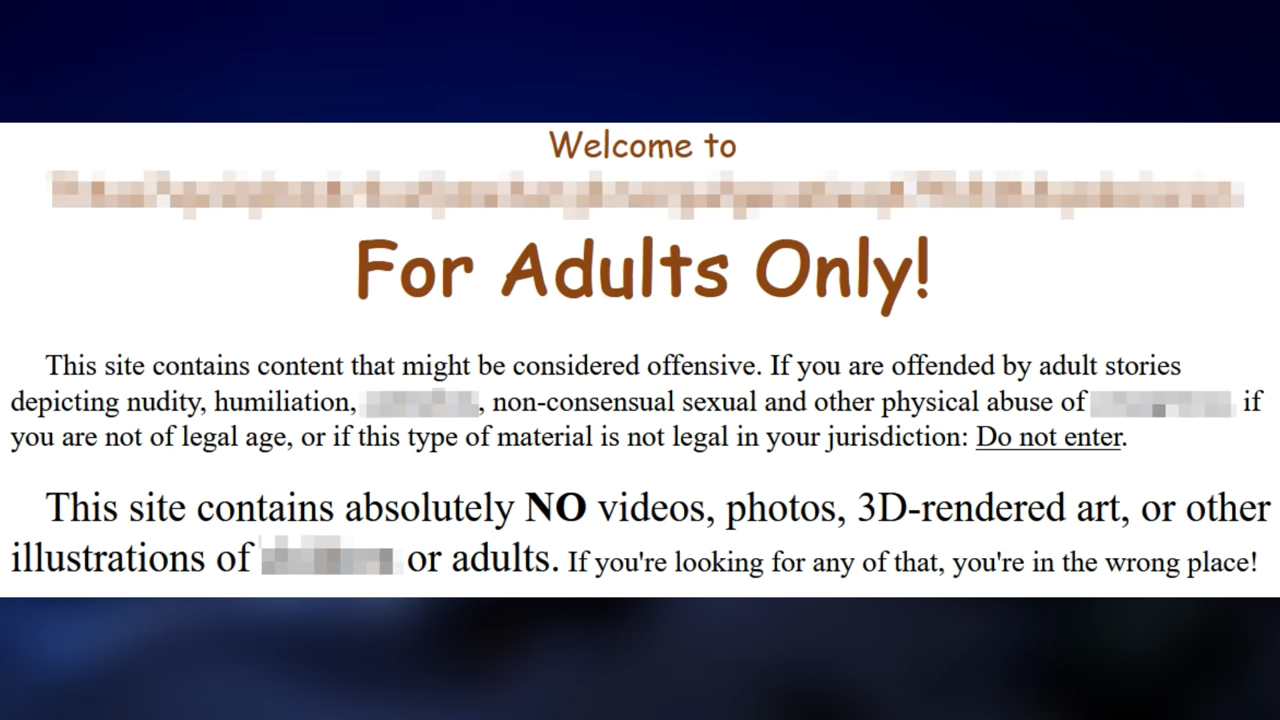 Welcome to
For Adults Only!
This site contains content that might be considered offensive. If you are offended by adult stories
depicting nudity, humiliation, , non-consensual sexual and other physical abuse of if
you are not of legal age, or if this type of material is not legal in your jurisdiction: Do not enter.
This site contains absolutely NO videos, photos, 3D-rendered art, or other
illustrations of or adults. If you're looking for any of that, you're in the wrong place!